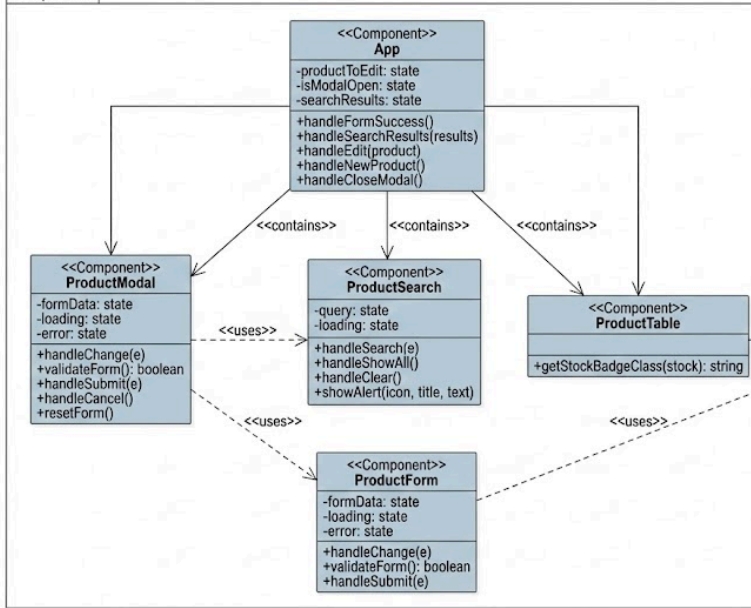 <<Component>>
App
-productToEdit: state
-isModalOpen: state
-searchResults: state
+handleFormSuccess()
+handleSearchResults(results)
+handleEdit(product)
+handleNewProduct()
+handleCloseModal()
<<contains>>
<<contains>>
<<contains>>
<<Component>>
ProductModal
-formData: state
-loading: state
-error: state
+handleChange(e)
+validateForm(): boolean
+handleSubmit(e)
+handleCancel()
+resetForm()
<<uses>>
<<Component>>
ProductSearch
-query: state
-loading: state
+handleSearch(e)
+handleShowAll()
+handleClear()
+showAlert(icon, title, text)
<<Component>>
ProductTable
+getStockBadgeClass(stock): string
<<uses>>
<<uses>>
<<Component>>
ProductForm
-formData: state
-loading: state
-error: state
+handleChange(e)
+validateForm(): boolean
+handleSubmit(e)